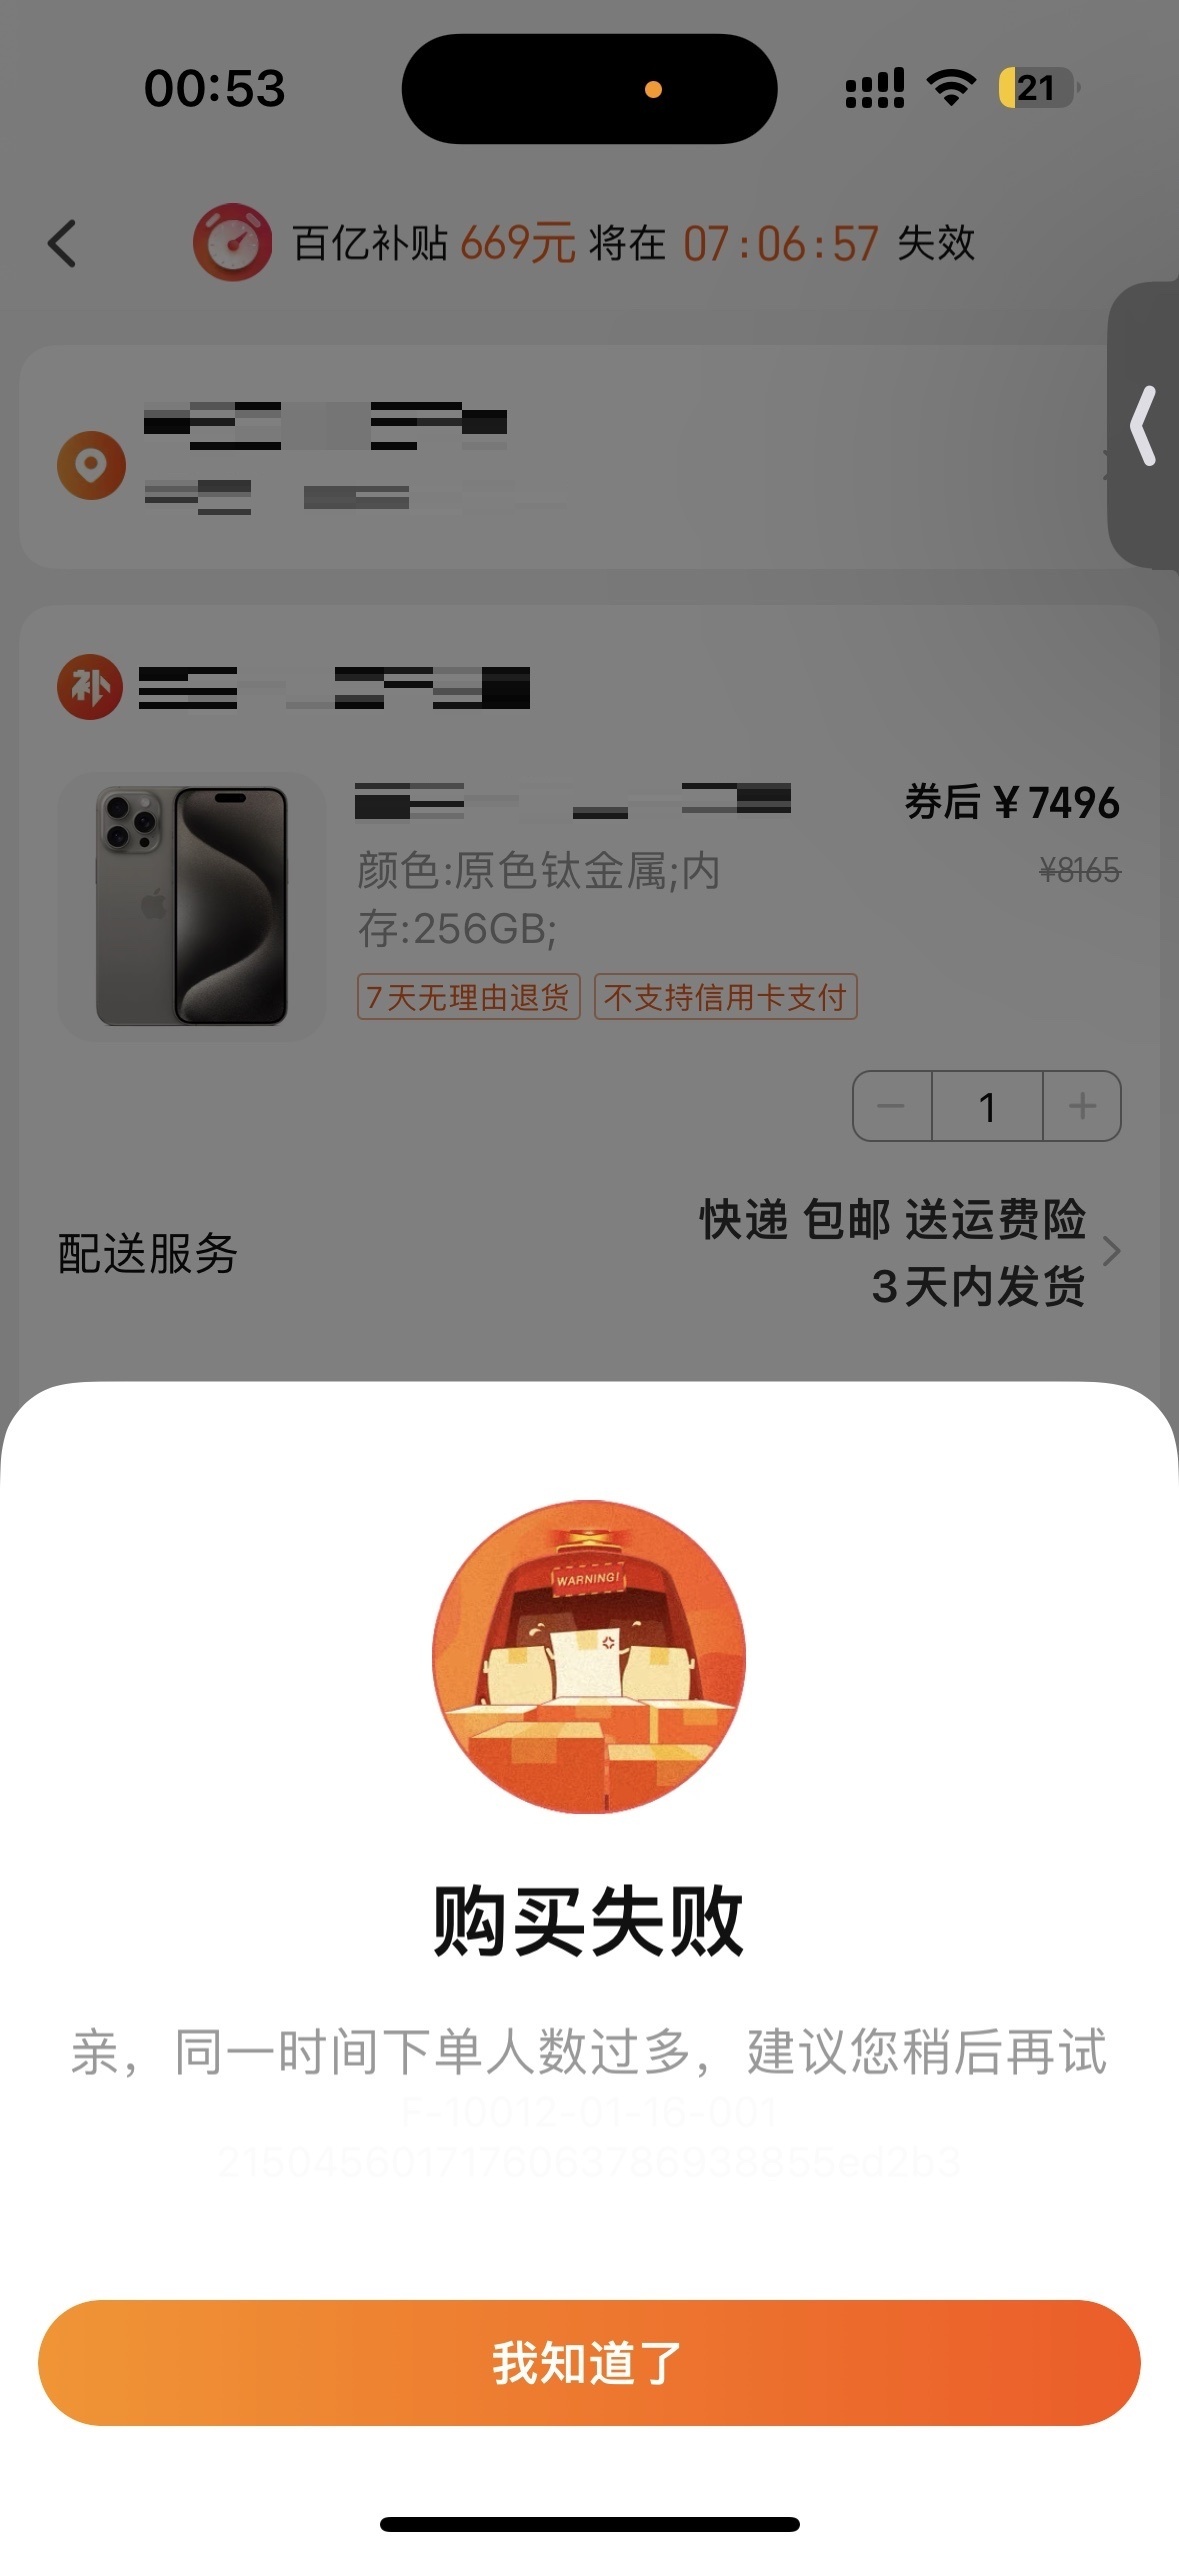 00:53
21
百亿补贴 669元 将在 07:06:57 失效
补
券后 ¥7496
颜色:原色钛金属;内
¥8165
存:256GB;
7天无理由退货 不支持信用卡支付
1
快递 包邮 送运费险
配送服务
3天内发货
WARNING!
购买失败
亲，同一时间下单人数过多，建议您稍后再试
F-10012-01-16-001
2150456017176063786938855ed2b3
我知道了